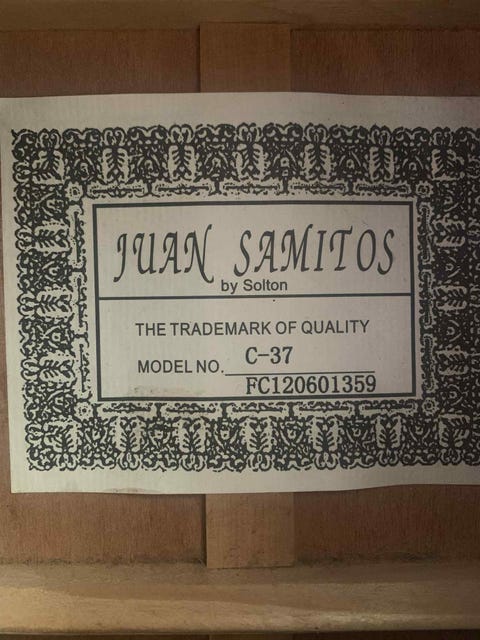 JUAN SAMITOS
by Solton
THE TRADEMARK OF QUALITY
MODEL NO. C-37
FC120601359